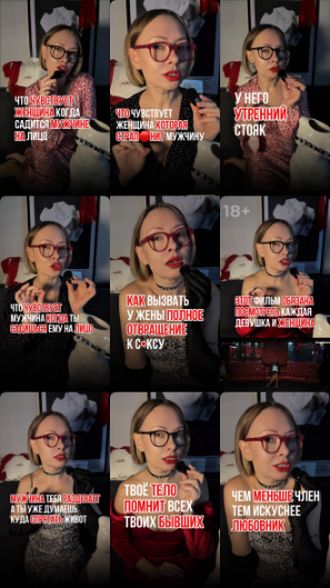 ЧТО ЧУВСТВУЕТ
ЖЕНЩИНА КОГДА
САДИТСЯ МУЖЧИНЕ
НА ЛИЦО
ЧТО ЧУВСТВУЕТ
ЖЕНЩИНА КОТОРАЯ
МУЖЧИНУ
У НЕГО
УТРЕННИЙ
СТОЯК
ЧТО ЧУВСТВУЕТ
МУЖЧИНА КОГДА ТЫ
ЕМУ НА ЛИЦО
КАК ВЫЗВАТЬ
У ЖЕНЫ ПОЛНОЕ
ОТВРАЩЕНИЕ
К СЕКСУ
18+
ЭТОТ ФИЛЬМ ОБЯЗАНА
ПОСМОТРЕТЬ КАЖДАЯ
ДЕВУШКА И ЖЕНЩИНА
МУЖЧИНА ТЕБЯ РАЗДЕВАЕТ
А ТЫ УЖЕ ДУМАЕШЬ
КУДА СПРЯТАТЬ ЖИВОТ
ТВОЁ ТЕЛО
ПОМНИТ ВСЕХ
ТВОИХ БЫВШИХ
ЧЕМ МЕНЬШЕ ЧЛЕН
ТЕМ ИСКУСНЕЕ
ЛЮБОВНИК